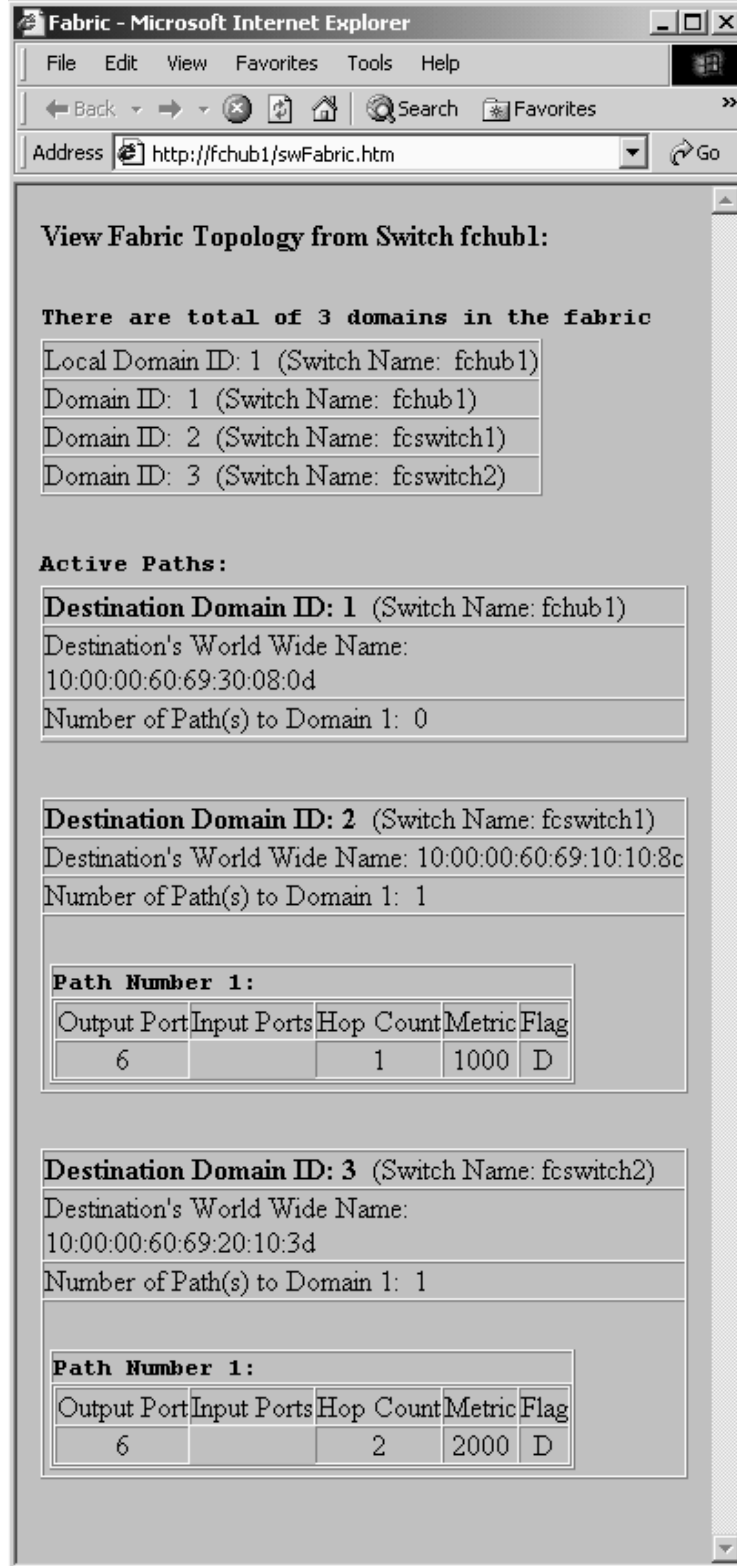 Fabric - Microsoft Internet Explorer
File Edit View Favorites Tools Help
Back Search Favorites »
Address http://fchub1/swFabric.htm Go
View Fabric Topology from Switch fchub1:
There are total of 3 domains in the fabric
Local Domain ID: 1 (Switch Name: fchub1)
Domain ID: 1 (Switch Name: fchub1)
Domain ID: 2 (Switch Name: fcswitch1)
Domain ID: 3 (Switch Name: fcswitch2)
Active Paths:
Destination Domain ID: 1 (Switch Name: fchub1)
Destination's World Wide Name:
10:00:00:60:69:30:08:0d
Number of Path(s) to Domain 1: 0
Destination Domain ID: 2 (Switch Name: fcswitch1)
Destination's World Wide Name: 10:00:00:60:69:10:10:8c
Number of Path(s) to Domain 1: 1
Path Number 1:
Output Port Input Ports Hop Count Metric Flag
6 1 1000 D
Destination Domain ID: 3 (Switch Name: fcswitch2)
Destination's World Wide Name:
10:00:00:60:69:20:10:3d
Number of Path(s) to Domain 1: 1
Path Number 1:
Output Port Input Ports Hop Count Metric Flag
6 2 2000 D